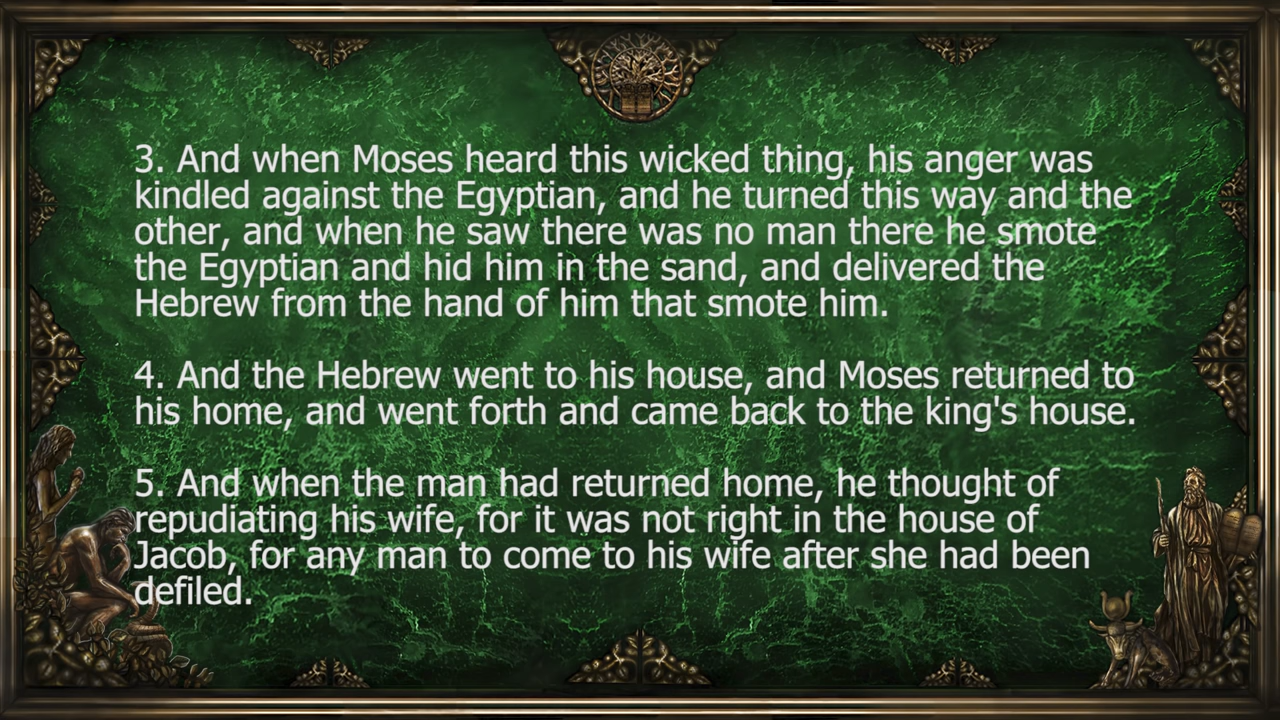 3. And when Moses heard this wicked thing, his anger was
kindled against the Egyptian, and he turned this way and the
other, and when he saw there was no man there he smote
the Egyptian and hid him in the sand, and delivered the
Hebrew from the hand of him that smote him.
4. And the Hebrew went to his house, and Moses returned to
his home, and went forth and came back to the king's house.
5. And when the man had returned home, he thought of
repudiating his wife, for it was not right in the house of
Jacob, for any man to come to his wife after she had been
defiled.